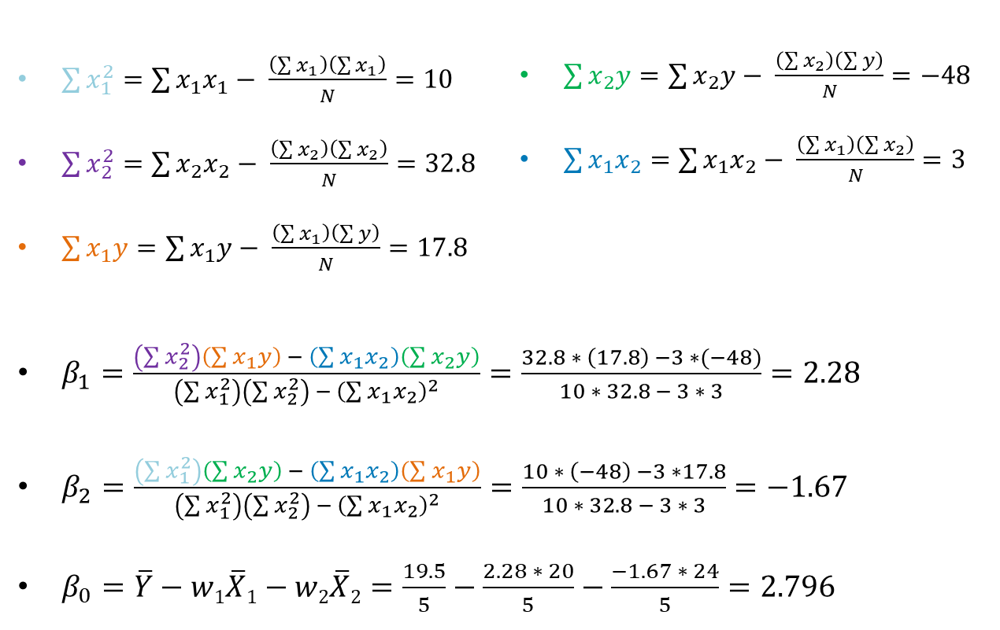 • ∑ x₁² = ∑ x₁x₁ − (∑ x₁)(∑ x₁)/N = 10
• ∑ x₂² = ∑ x₂x₂ − (∑ x₂)(∑ x₂)/N = 32.8
• ∑ x₁y = ∑ x₁y − (∑ x₁)(∑ y)/N = 17.8
• ∑ x₂y = ∑ x₂y − (∑ x₂)(∑ y)/N = −48
• ∑ x₁x₂ = ∑ x₁x₂ − (∑ x₁)(∑ x₂)/N = 3
• β₁ = (∑ x₂²)(∑ x₁y) − (∑ x₁x₂)(∑ x₂y) / (∑ x₁²)(∑ x₂²) − (∑ x₁x₂)² = 32.8 * (17.8) −3 *(−48) / 10 * 32.8 − 3 * 3 = 2.28
• β₂ = (∑ x₁²)(∑ x₂y) − (∑ x₁x₂)(∑ x₁y) / (∑ x₁²)(∑ x₂²) − (∑ x₁x₂)² = 10 * (−48) −3 *17.8 / 10 * 32.8 − 3 * 3 = −1.67
• β₀ = Y̅ − w₁X̅₁ − w₂X̅₂ = 19.5/5 − 2.28 * 20/5 − −1.67 * 24/5 = 2.796